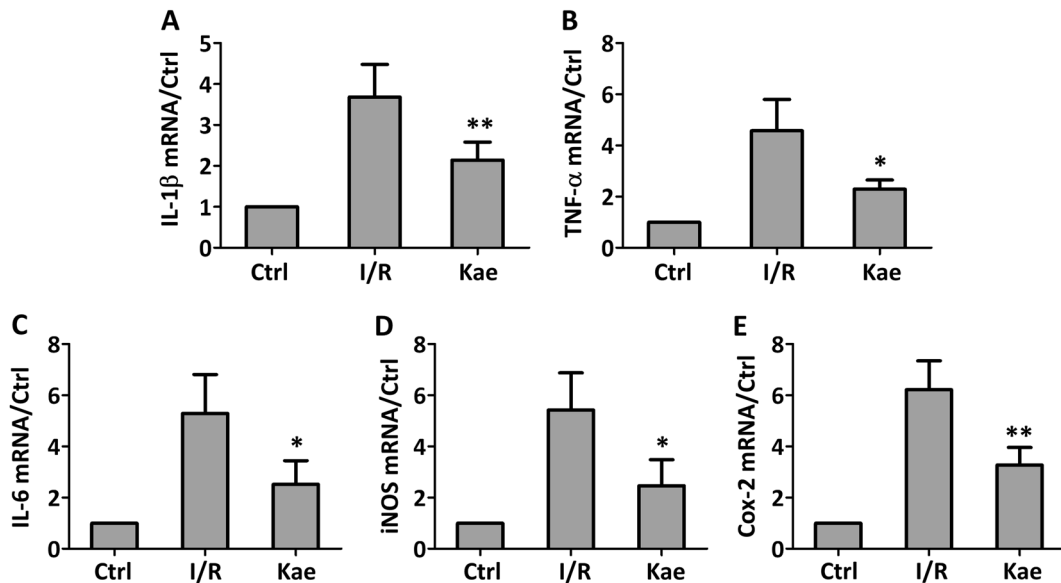 A
IL-1β mRNA/Ctrl
5
4
3
2
1
0
**
Ctrl I/R Kae
B
TNF-α mRNA/Ctrl
8
6
4
2
0
*
Ctrl I/R Kae
C
IL-6 mRNA/Ctrl
8
6
4
2
0
*
Ctrl I/R Kae
D
iNOS mRNA/Ctrl
8
6
4
2
0
*
Ctrl I/R Kae
E
Cox-2 mRNA/Ctrl
8
6
4
2
0
**
Ctrl I/R Kae